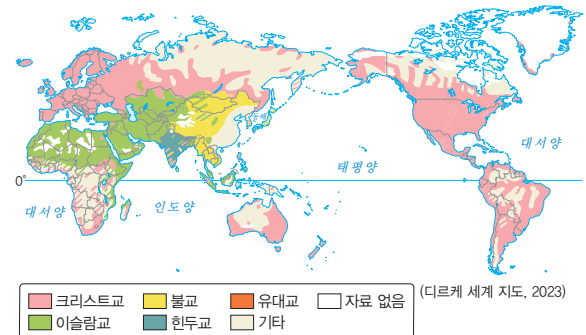 동해
대서양
태평양
0°
대서양
인도양
크리스트교 불교 유대교 자료 없음
이슬람교 힌두교 기타
(디르케 세계 지도, 2023)